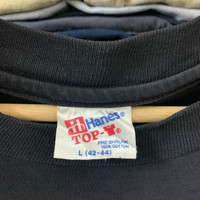 Hanes
TOP-T®
PRE-SHRUNK
100% COTTON
L (42-44)